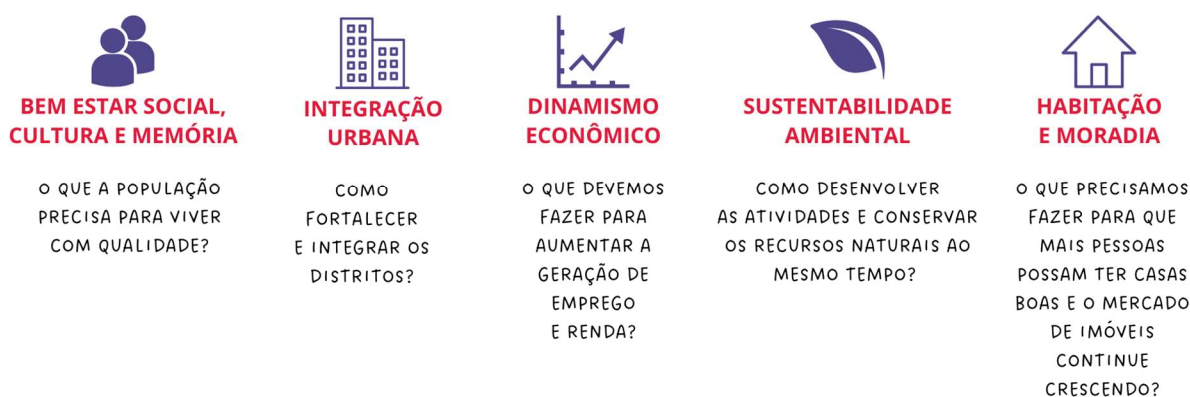 BEM ESTAR SOCIAL,
CULTURA E MEMÓRIA
O QUE A POPULAÇÃO
PRECISA PARA VIVER
COM QUALIDADE?
INTEGRAÇÃO
URBANA
COMO
FORTALECER
E INTEGRAR OS
DISTRITOS?
DINAMISMO
ECONÔMICO
O QUE DEVEMOS
FAZER PARA
AUMENTAR A
GERAÇÃO DE
EMPREGO
E RENDA?
SUSTENTABILIDADE
AMBIENTAL
COMO DESENVOLVER
AS ATIVIDADES E CONSERVAR
OS RECURSOS NATURAIS AO
MESMO TEMPO?
HABITAÇÃO
E MORADIA
O QUE PRECISAMOS
FAZER PARA QUE
MAIS PESSOAS
POSSAM TER CASAS
BOAS E O MERCADO
DE IMÓVEIS
CONTINUE
CRESCENDO?